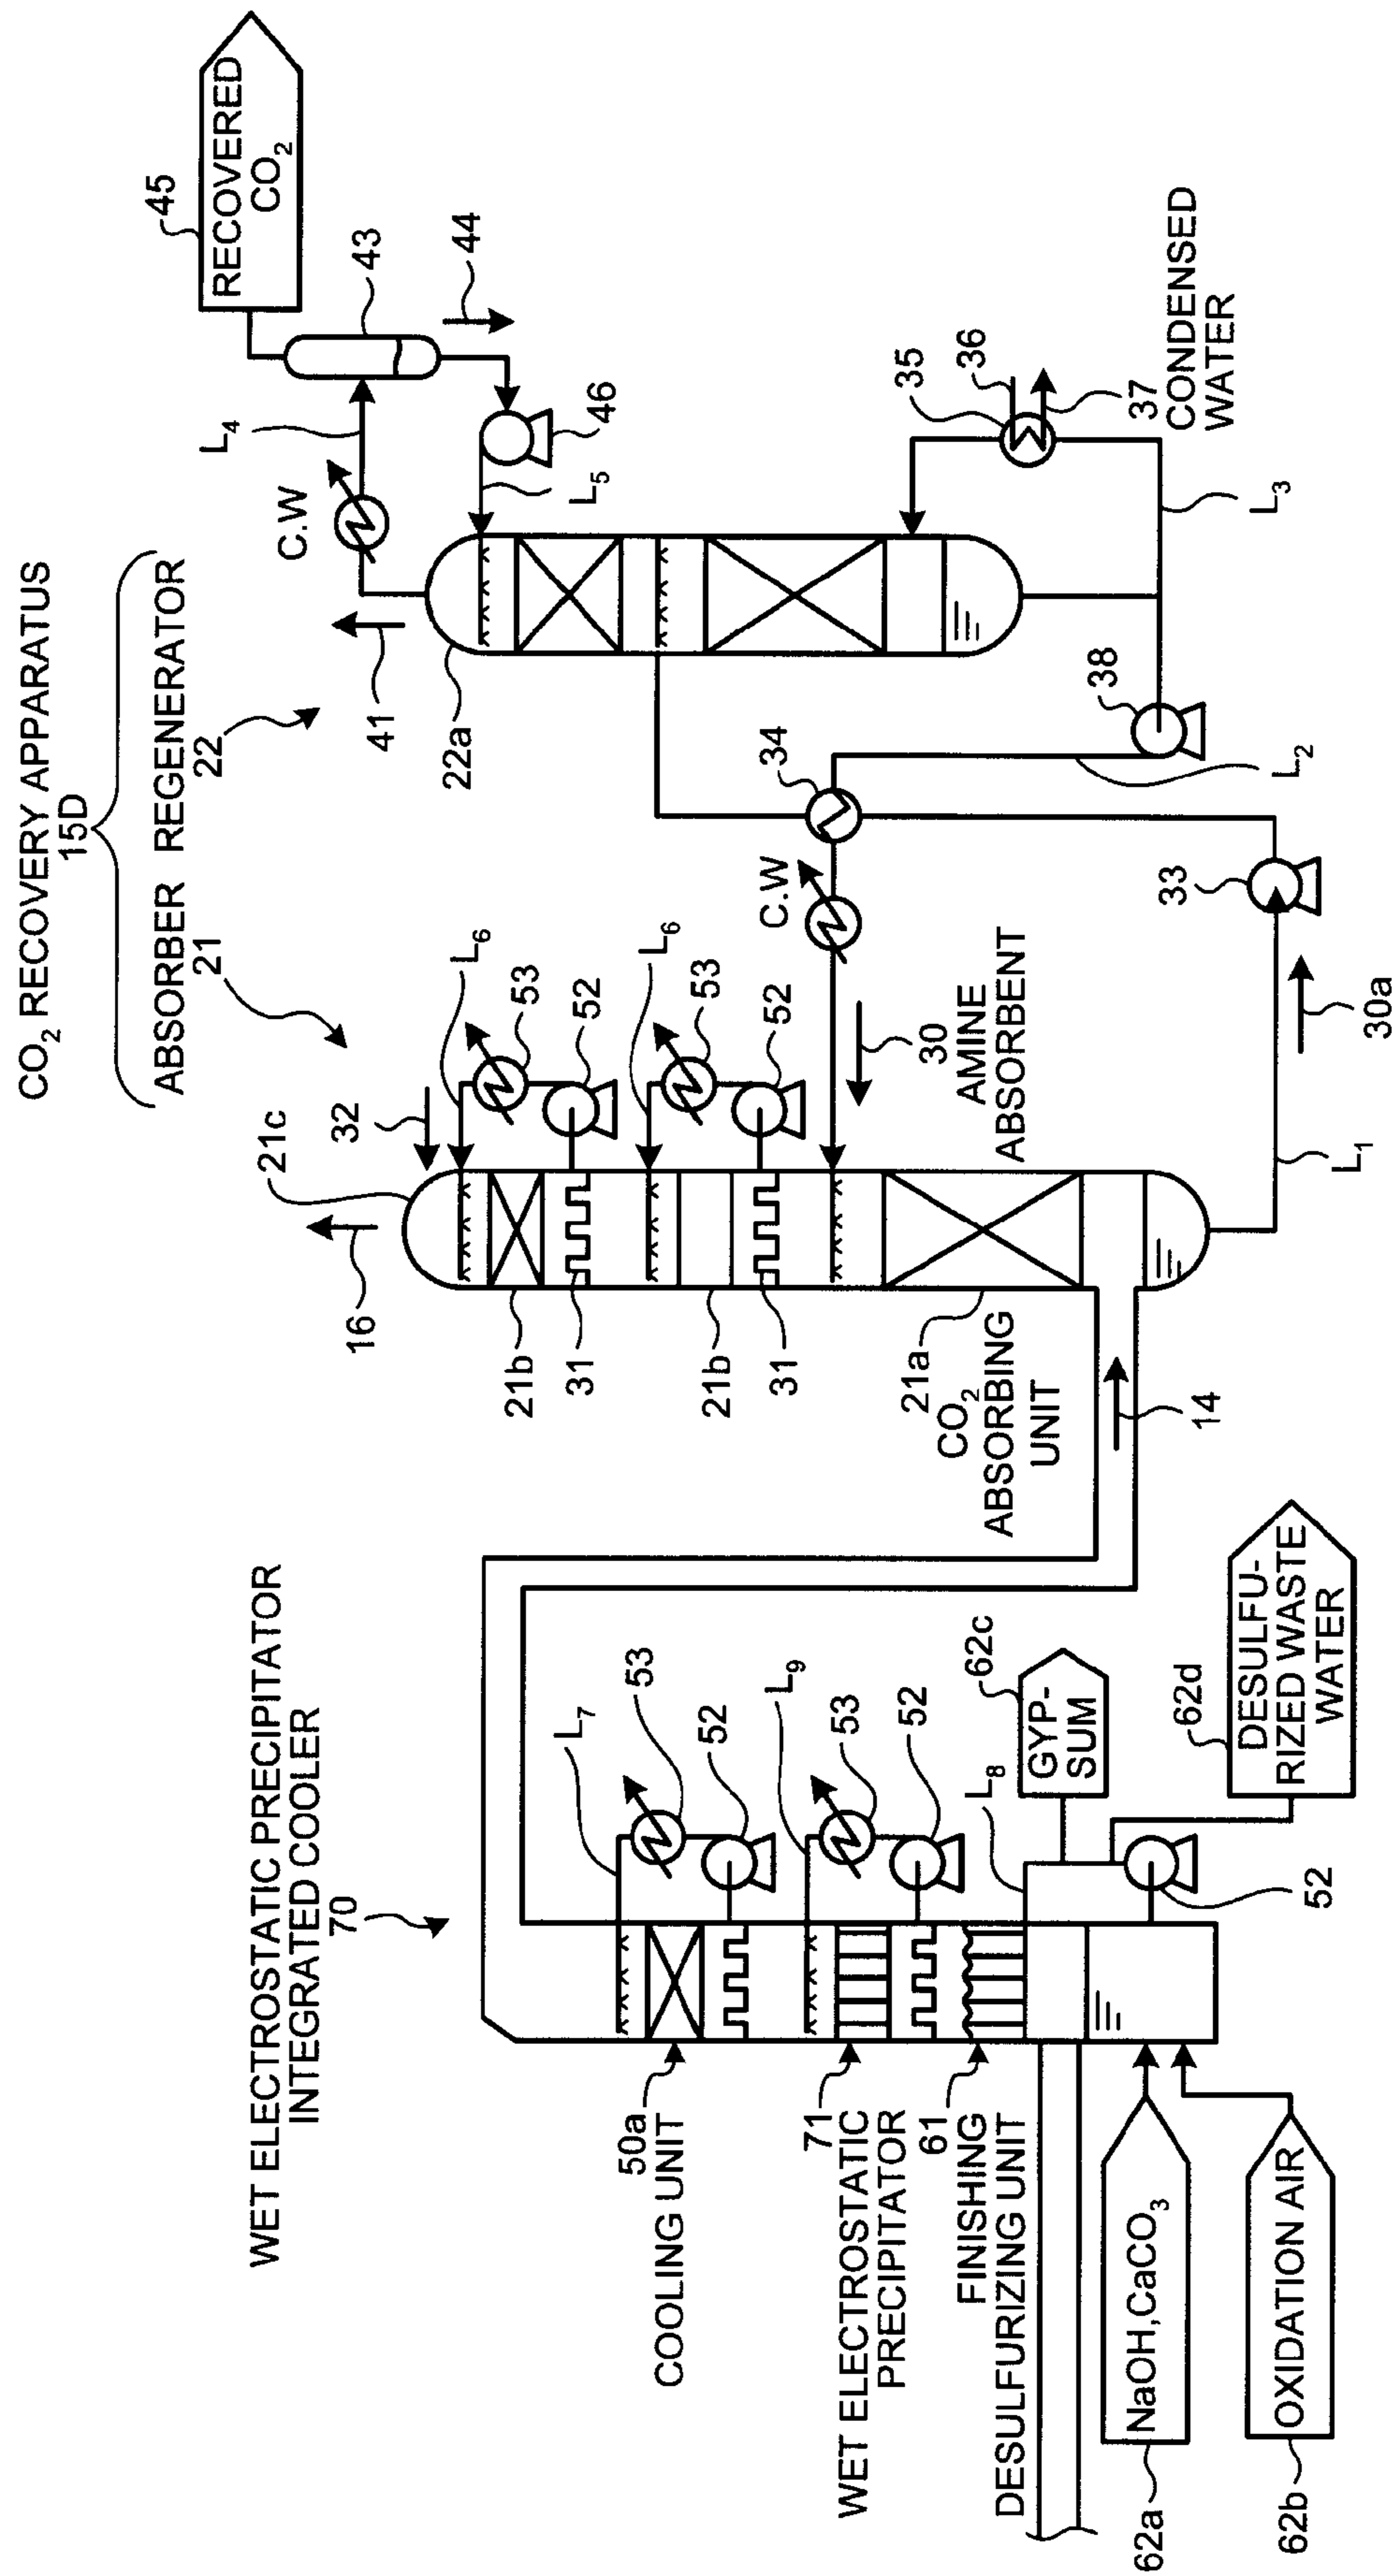 CO2 RECOVERY APPARATUS
15D
ABSORBER REGENERATOR
21
22
WET ELECTROSTATIC PRECIPITATOR
INTEGRATED COOLER
70
45
RECOVERED
CO2
43
44
L4
C.W
46
L5
41
22a
35
36
37
CONDENSED
WATER
L3
38
L2
34
C.W
33
30a
L1
30
AMINE
ABSORBENT
L6
53
52
L6
53
52
32
21c
16
21b
31
21b
31
21a
CO2
ABSORBING
UNIT
14
L7
53
52
L9
53
52
L8
62c
GYP-
SUM
62d
DESULFU-
RIZED WASTE
WATER
52
50a
COOLING UNIT
71
WET ELECTROSTATIC
PRECIPITATOR
61
FINISHING
DESULFURIZING UNIT
NaOH,CaCO3
62a
OXIDATION AIR
62b